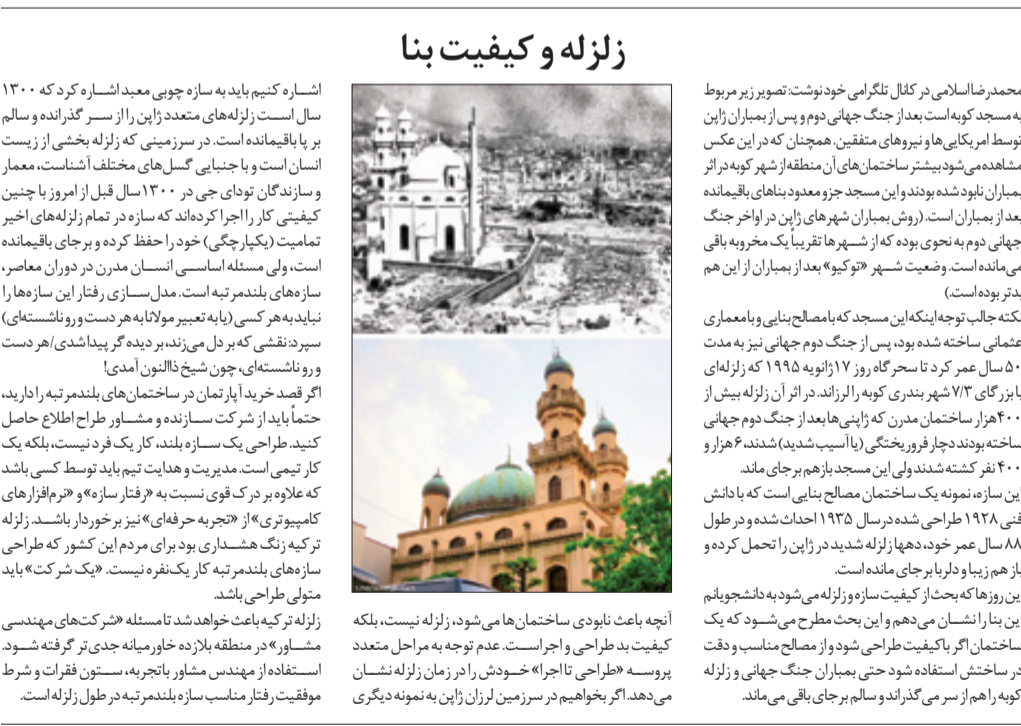 زلزله و کیفیت بنا
محمدرضا اسلامی در کانال تلگرامی خود نوشت: تصویر زیر مربوط
به مسجد کوبه است بعد از جنگ جهانی دوم و پس از بمباران ژاپن
توسط امریکایی‌ها و نیروهای متفقین. همچنان که در این عکس
مشاهده می‌شود بیشتر ساختمان‌های آن منطقه از شهر کوبه در اثر
بمباران نابود شده بودند و این مسجد جزو معدود بناهای باقیمانده
بعد از بمباران است. (روش بمباران شهرهای ژاپن در اواخر جنگ
جهانی دوم به نحوی بوده که از شهرها تقریباً یک مخروبه باقی
می‌مانده است. وضعیت شهر «توکیو» بعد از بمباران از این هم
بدتر بوده است.)
نکته جالب توجه اینکه این مسجد که با مصالح بنایی و با معماری
عثمانی ساخته شده بود، پس از جنگ دوم جهانی نیز به مدت
۵۰ سال عمر کرد تا سحرگاه روز ۱۷ ژانویه ۱۹۹۵ که زلزله‌ای
با بزرگای ۷/۳ شهر بندری کوبه را لرزاند. در اثر آن زلزله بیش از
۴۰۰ هزار ساختمان مدرن که ژاپنی‌ها بعد از جنگ دوم جهانی
ساخته بودند دچار فروریختگی (یا آسیب شدید) شدند، ۶ هزار و
۴۰۰ نفر کشته شدند ولی این مسجد باز هم برجای ماند.
این سازه، نمونه یک ساختمان مصالح بنایی است که با دانش
فنی ۱۹۲۸ طراحی شده در سال ۱۹۳۵ احداث شده و در طول
۸۸ سال عمر خود، دهها زلزله شدید در ژاپن را تحمل کرده و
باز هم زیبا و دلربا برجای مانده است.
این روزها که بحث از کیفیت سازه و زلزله می‌شود به دانشجویانم
این بنا را نشان می‌دهم و این بحث مطرح می‌شود که یک
ساختمان اگر با کیفیت طراحی شود و از مصالح مناسب و دقت
در ساختش استفاده شود حتی بمباران جنگ جهانی و زلزله
کوبه را هم از سر می‌گذراند و سالم برجای باقی می‌ماند.
آنچه باعث نابودی ساختمان‌ها می‌شود، زلزله نیست، بلکه
کیفیت بد طراحی و اجراست. عدم توجه به مراحل متعدد
پروسه «طراحی تا اجرا» خودش را در زمان زلزله نشان
می‌دهد. اگر بخواهیم در سرزمین لرزان ژاپن به نمونه دیگری
اشاره کنیم باید به سازه چوبی معبد اشاره کرد که ۱۳۰۰
سال است زلزله‌های متعدد ژاپن را از سر گذرانده و سالم
بر پا باقیمانده است. در سرزمینی که زلزله بخشی از زیست
انسان است و با جنبایی گسل‌های مختلف آشناست، معمار
و سازندگان تودای جی در ۱۳۰۰ سال قبل از امروز با چنین
کیفیتی کار را اجرا کرده‌اند که سازه در تمام زلزله‌های اخیر
تمامیت (یکپارچگی) خود را حفظ کرده و برجای باقیمانده
است، ولی مسئله اساسی انسان مدرن در دوران معاصر،
سازه‌های بلندمرتبه است. مدل‌سازی رفتار این سازه‌ها را
نباید به هر کسی (یا به تعبیر مولانا به هر دست و رو ناشسته‌ای)
سپرد: نقشی که بر دل می‌زند، بر دیده گر پیدا شدی/هر دست
و رو ناشسته‌ای، چون شیخ ذاالنون آمدی!
اگر قصد خرید آپارتمان در ساختمان‌های بلندمرتبه را دارید،
حتماً باید از شرکت سازنده و مشاور طراح اطلاع حاصل
کنید. طراحی یک سازه بلند، کار یک فرد نیست، بلکه یک
کار تیمی است. مدیریت و هدایت تیم باید توسط کسی باشد
که علاوه بر درک قوی نسبت به «رفتار سازه» و «نرم‌افزارهای
کامپیوتری» از «تجربه حرفه‌ای» نیز برخوردار باشد. زلزله
ترکیه زنگ هشداری بود برای مردم این کشور که طراحی
سازه‌های بلندمرتبه کار یک‌نفره نیست. «یک شرکت» باید
متولی طراحی باشد.
زلزله ترکیه باعث خواهد شد تا مسئله «شرکت‌های مهندسی
مشاور» در منطقه بلازده خاورمیانه جدی‌تر گرفته شود.
استفاده از مهندس مشاور باتجربه، ستون فقرات و شرط
موفقیت رفتار مناسب سازه بلندمرتبه در طول زلزله است.